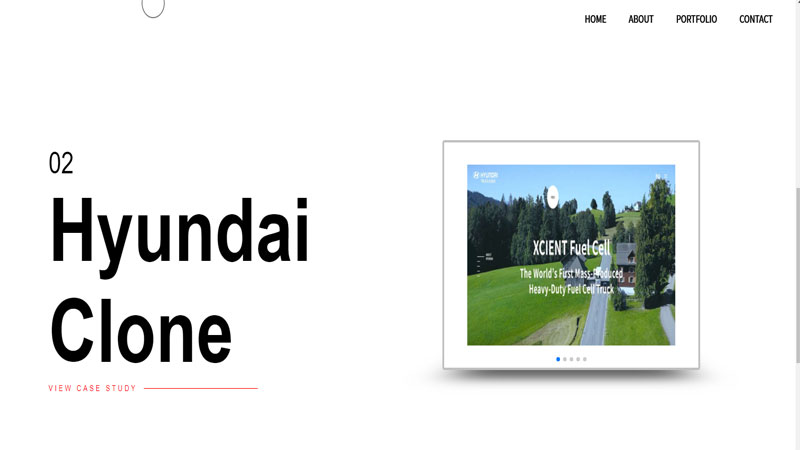 HOME ABOUT PORTFOLIO CONTACT
02
Hyundai
Clone
VIEW CASE STUDY
HYUNDAI
XCIENT Fuel Cell
The World's First Mass-Produced
Heavy-Duty Fuel Cell Truck